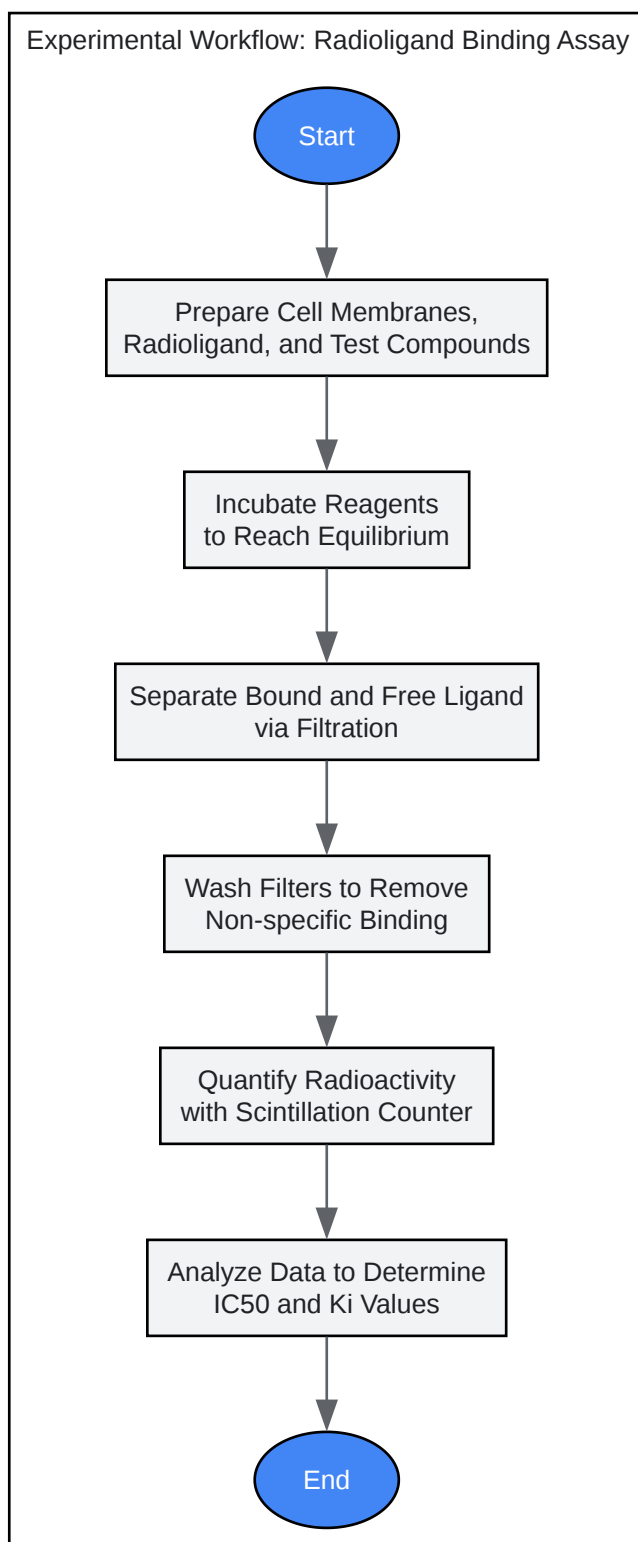 Experimental Workflow: Radioligand Binding Assay
Start
Prepare Cell Membranes,
Radioligand, and Test Compounds
Incubate Reagents
to Reach Equilibrium
Separate Bound and Free Ligand
via Filtration
Wash Filters to Remove
Non-specific Binding
Quantify Radioactivity
with Scintillation Counter
Analyze Data to Determine
IC50 and Ki Values
End